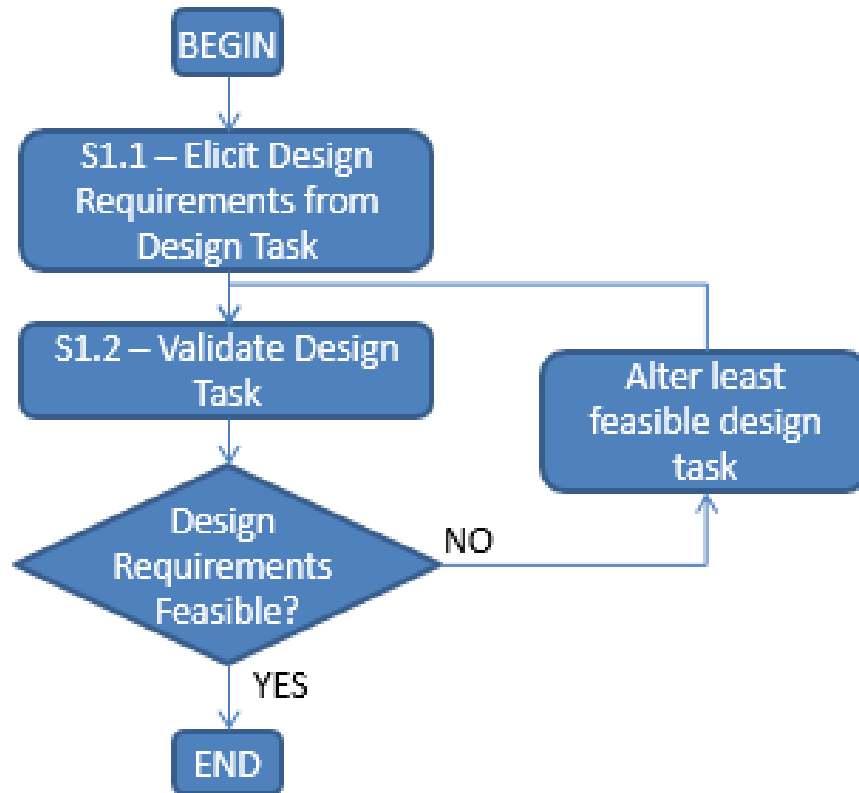 BEGIN
S1.1 – Elicit Design
Requirements from
Design Task
S1.2 – Validate Design
Task
Alter least
feasible design
task
Design
Requirements
Feasible?
NO
YES
END